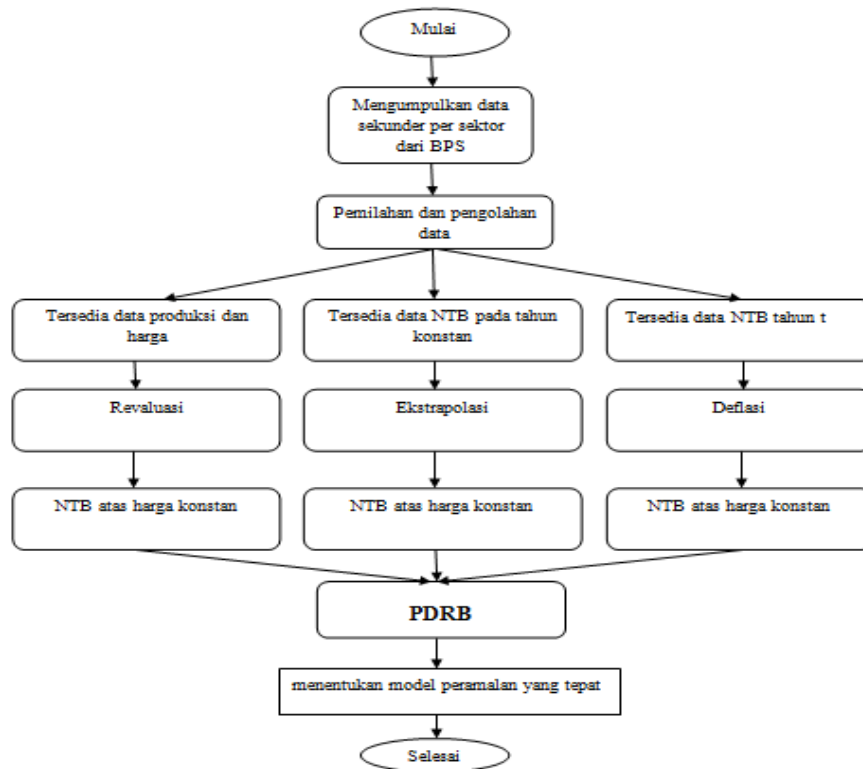 Mulai
Mengumpulkan data
sekunder per sektor
dari BPS
Pemilahan dan pengolahan
data
Tersedia data produksi dan
harga
Tersedia data NTB pada tahun
konstan
Tersedia data NTB tahun t
Revaluasi
Ekstrapolasi
Deflasi
NTB atas harga konstan
NTB atas harga konstan
NTB atas harga konstan
PDRB
menentukan model peramalan yang tepat
Selesai